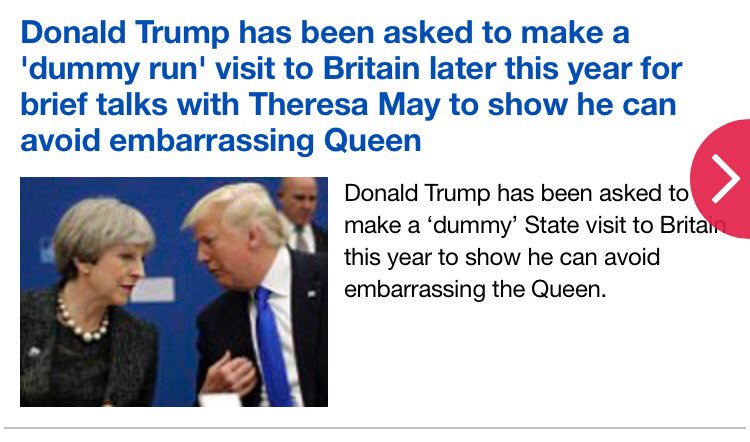 Donald Trump has been asked to make a
'dummy run' visit to Britain later this year for
brief talks with Theresa May to show he can
avoid embarrassing Queen
Donald Trump has been asked to
make a ‘dummy’ State visit to Britain
this year to show he can avoid
embarrassing the Queen.